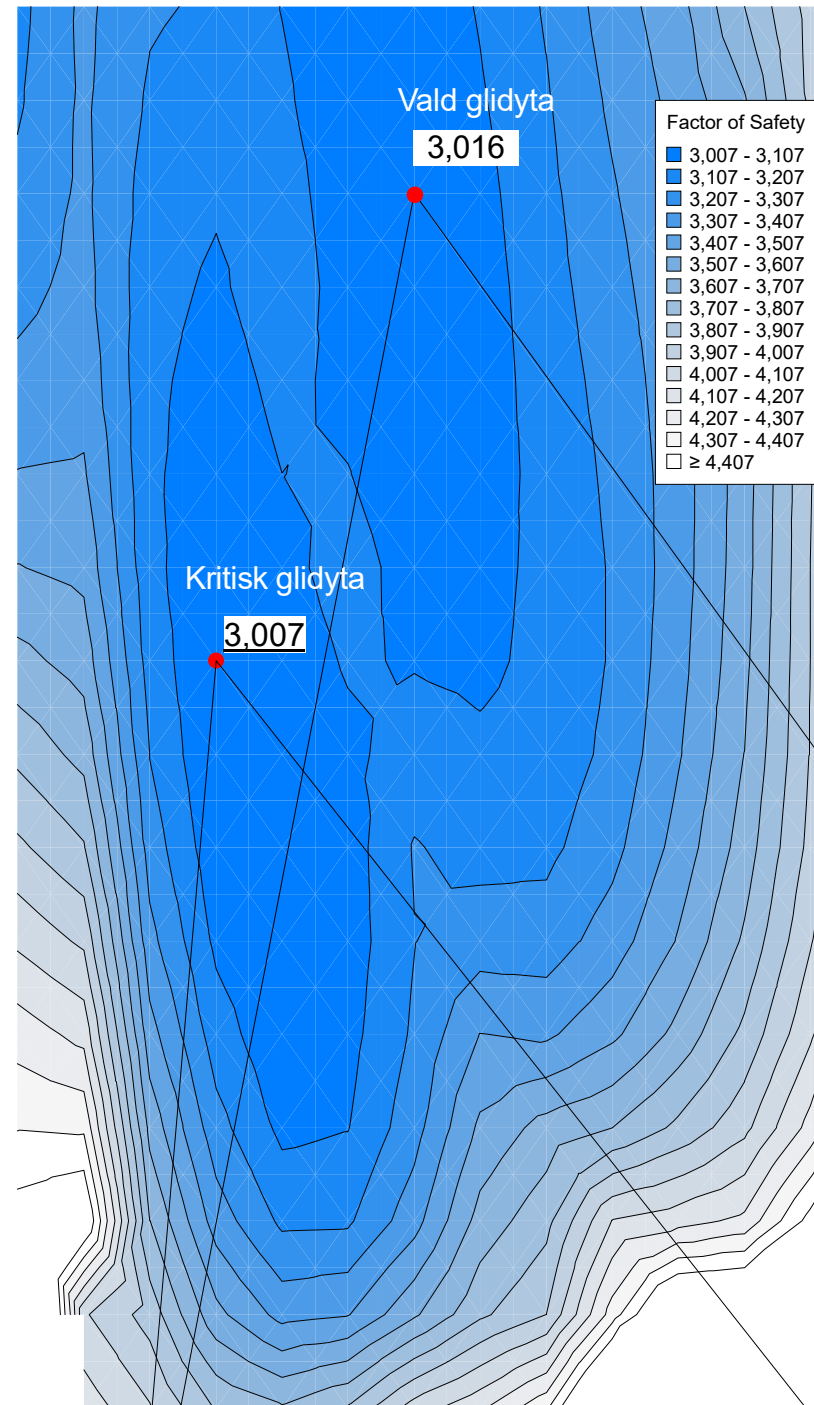 Vald glidyta
3,016
Factor of Safety
3,007 - 3,107
3,107 - 3,207
3,207 - 3,307
3,307 - 3,407
3,407 - 3,507
3,507 - 3,607
3,607 - 3,707
3,707 - 3,807
3,807 - 3,907
3,907 - 4,007
4,007 - 4,107
4,107 - 4,207
4,207 - 4,307
4,307 - 4,407
≥ 4,407
Kritisk glidyta
3,007